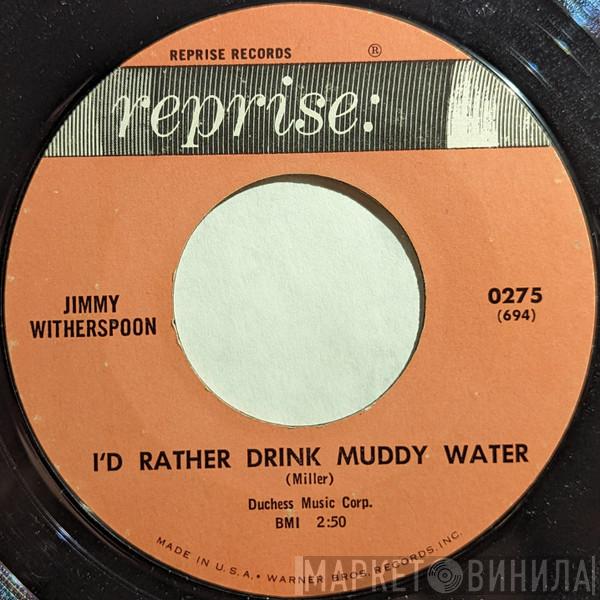 REPRISE RECORDS ®
reprise:
JIMMY
WITHERSPOON
0275
(694)
I'D RATHER DRINK MUDDY WATER
(Miller)
Duchess Music Corp.
BMI 2:50
MADE IN U.S.A. • WARNER BROS. RECORDS, INC.
МАРКЕТ ВИНИЛА